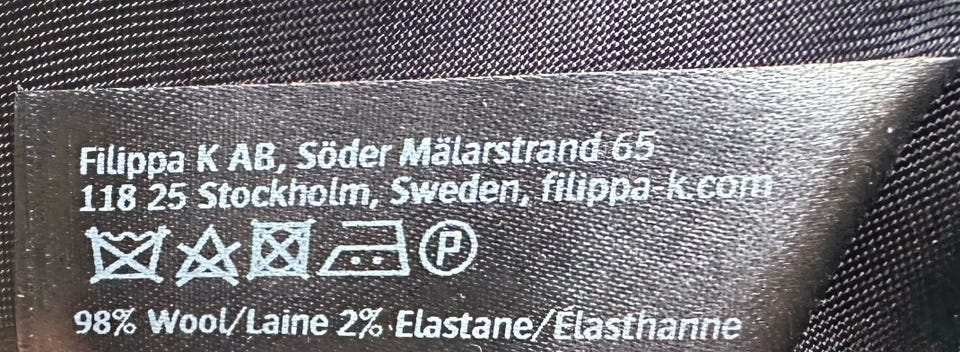 Filippa K AB, Söder Mälarstrand 65
118 25 Stockholm, Sweden, filippa-k.com
P
98% Wool/Laine 2% Elastane/Élasthanne